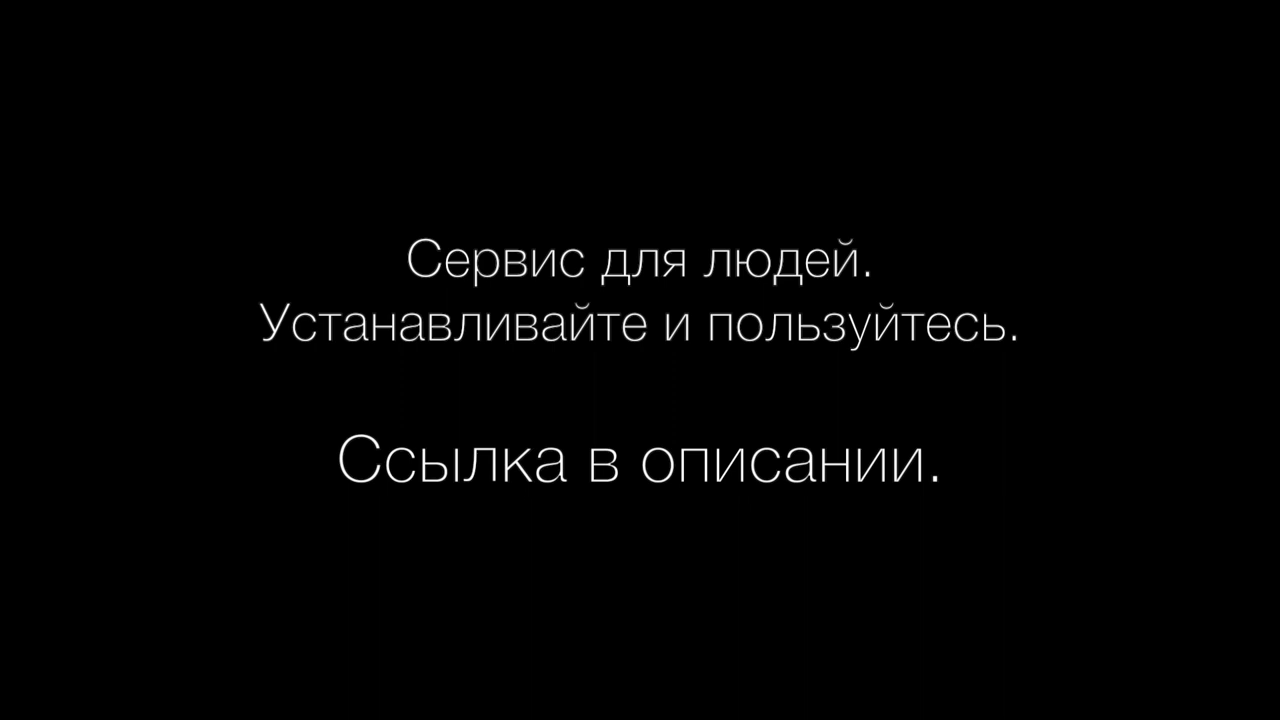 Сервис для людей.
Устанавливайте и пользуйтесь.
Ссылка в описании.